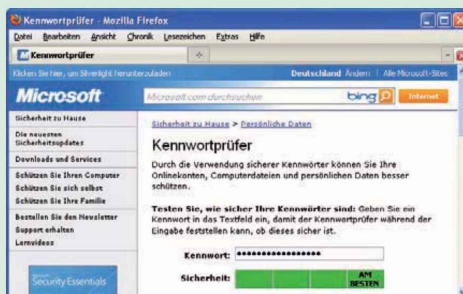 Kennwortprüfer - Mozilla Firefox
Datei Bearbeiten Ansicht Chronik Lesezeichen Extras Hilfe
Kennwortprüfer
Klicken Sie hier, um Silverlight herunterzuladen
Deutschland Ändern | Alle Microsoft-Sites
Microsoft
Microsoft.com durchsuchen
bing
Internet
Sicherheit zu Hause
Die neuesten
Sicherheitsupdates
Downloads und Services
Schützen Sie Ihren Computer
Schützen Sie sich selbst
Schützen Sie Ihre Familie
Bestellen Sie den Newsletter
Support erhalten
Lernvideos
Security Essentials
Sicherheit zu Hause > Persönliche Daten
Kennwortprüfer
Durch die Verwendung sicherer Kennwörter können Sie Ihre
Onlinekonten, Computerdateien und persönlichen Daten besser
schützen.
Testen Sie, wie sicher Ihre Kennwörter sind: Geben Sie ein
Kennwort in das Textfeld ein, damit der Kennwortprüfer während der
Eingabe feststellen kann, ob dieses sicher ist.
Kennwort: •••••••••••••••••
Sicherheit:
AM
BESTEN